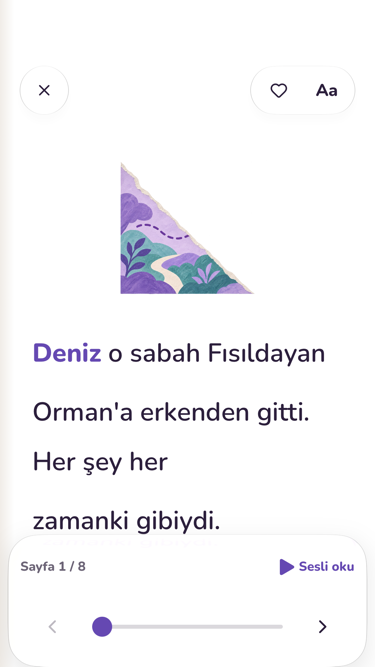 Aa
Deniz o sabah Fısıldayan
Orman'a erkenden gitti.
Her şey her
zamanki gibiydi.
Sayfa 1 / 8
Sesli oku